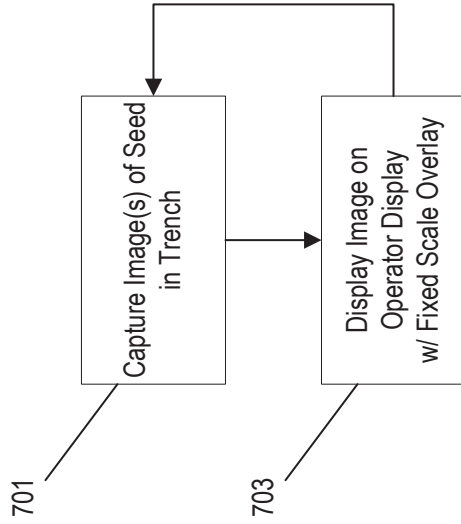 701
Capture Image(s) of Seed
in Trench
703
Display Image on
Operator Display
w/ Fixed Scale Overlay